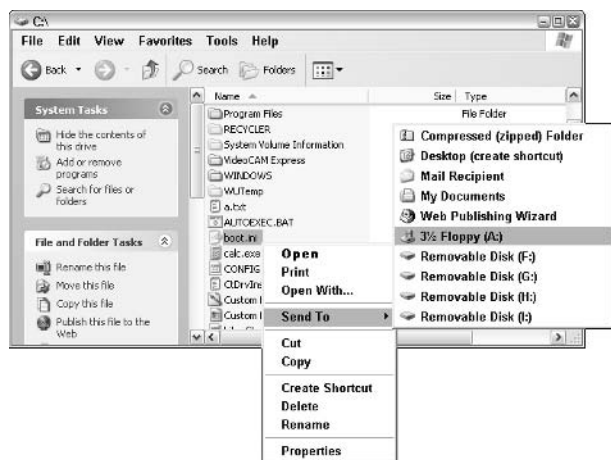 C:\
File Edit View Favorites Tools Help
Back Search Folders
System Tasks
Hide the contents of
this drive
Add or remove
programs
Search for files or
folders
File and Folder Tasks
Rename this file
Move this file
Copy this file
Publish this file to the
Web
Name Size Type
Program Files File Folder
RECYCLER
System Volume Information
VideoCAM Express
WINDOWS
WUTemp
a.txt
AUTOEXEC.BAT
boot.ini
calc.exe
CONFIG
Custom
Custom
Open
Print
Open With...
Send To
Cut
Copy
Create Shortcut
Delete
Rename
Properties
Compressed (zipped) Folder
Desktop (create shortcut)
Mail Recipient
My Documents
Web Publishing Wizard
3½ Floppy (A:)
Removable Disk (F:)
Removable Disk (G:)
Removable Disk (H:)
Removable Disk (I:)